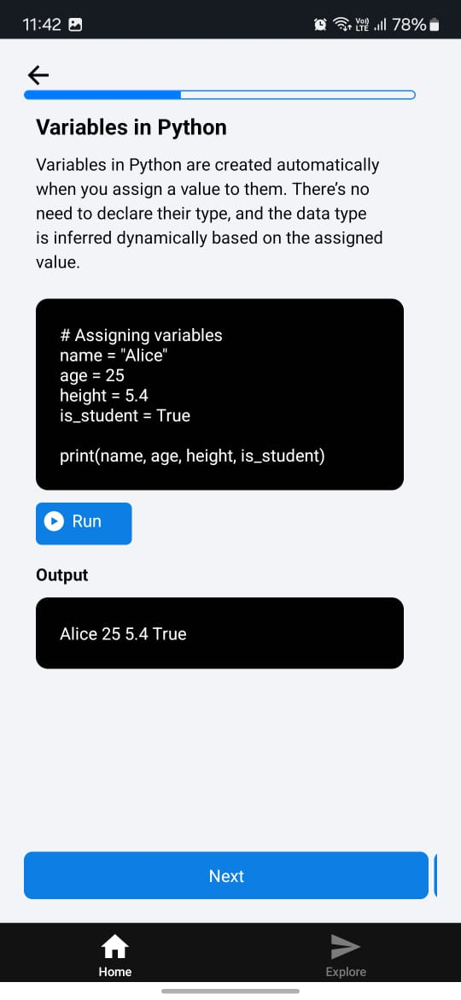 11:42 Vo)) LTE 78%
Variables in Python
Variables in Python are created automatically
when you assign a value to them. There’s no
need to declare their type, and the data type
is inferred dynamically based on the assigned
value.
# Assigning variables
name = "Alice"
age = 25
height = 5.4
is_student = True
print(name, age, height, is_student)
Run
Output
Alice 25 5.4 True
Next
Home
Explore